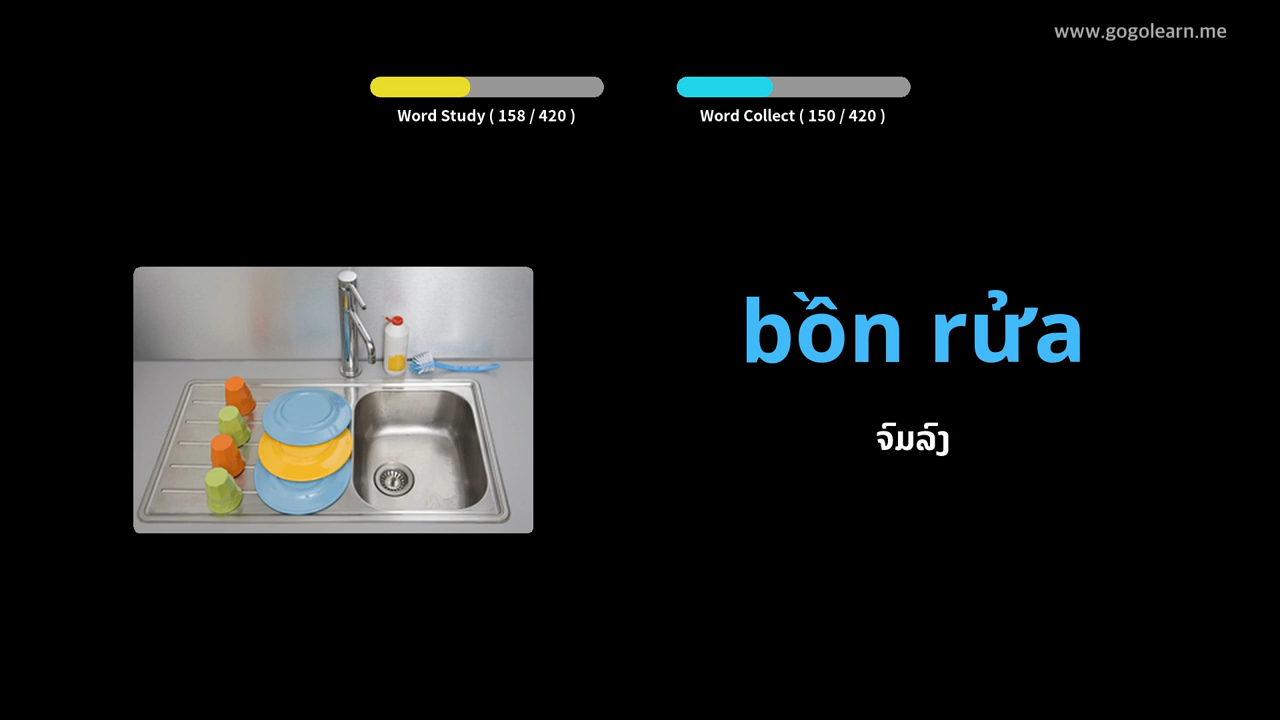 www.gogolearn.me
Word Study ( 158 / 420 )
Word Collect ( 150 / 420 )
bồn rửa
ຈົມລົງ